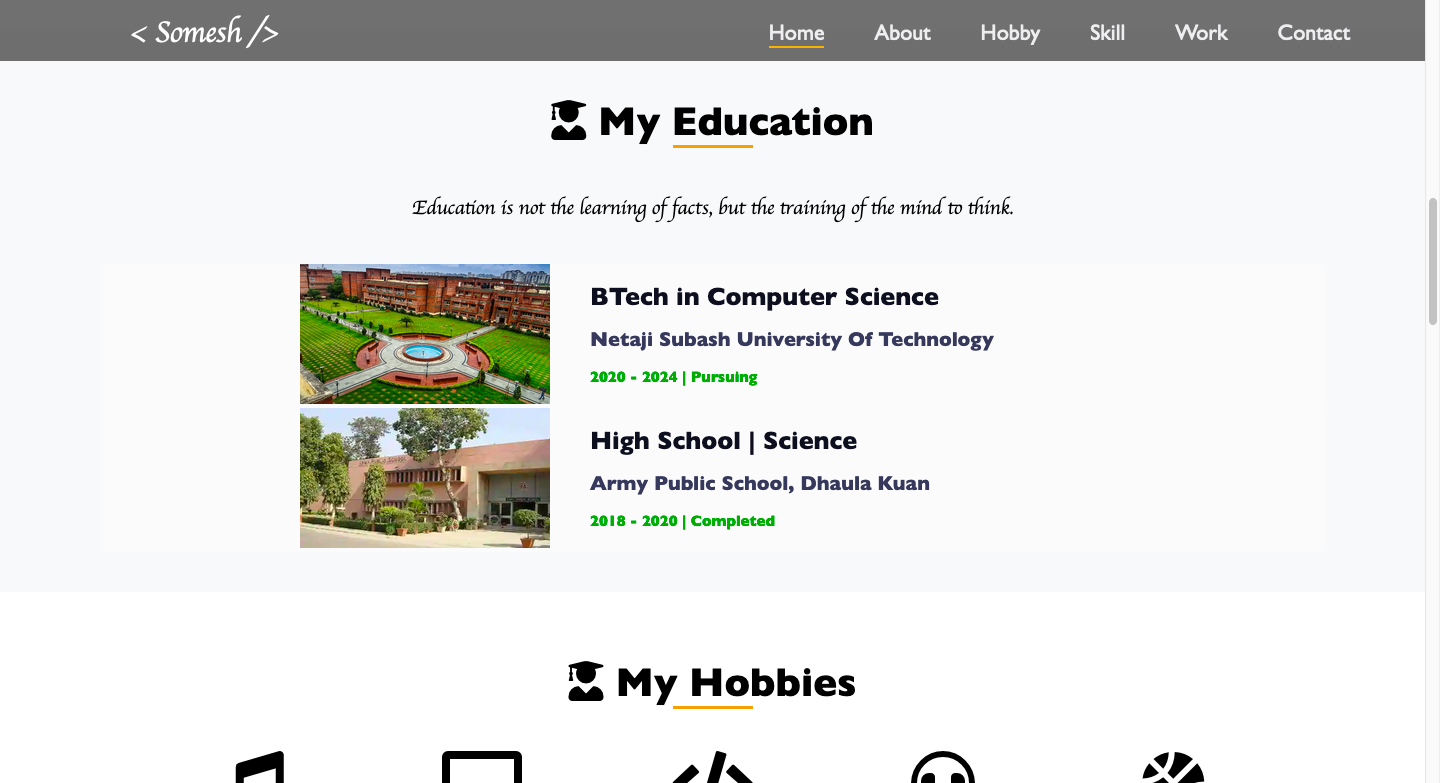 < Somesh />
Home About Hobby Skill Work Contact
My Education
Education is not the learning of facts, but the training of the mind to think.
BTech in Computer Science
Netaji Subash University Of Technology
2020 - 2024 | Pursuing
High School | Science
Army Public School, Dhaula Kuan
2018 - 2020 | Completed
My Hobbies